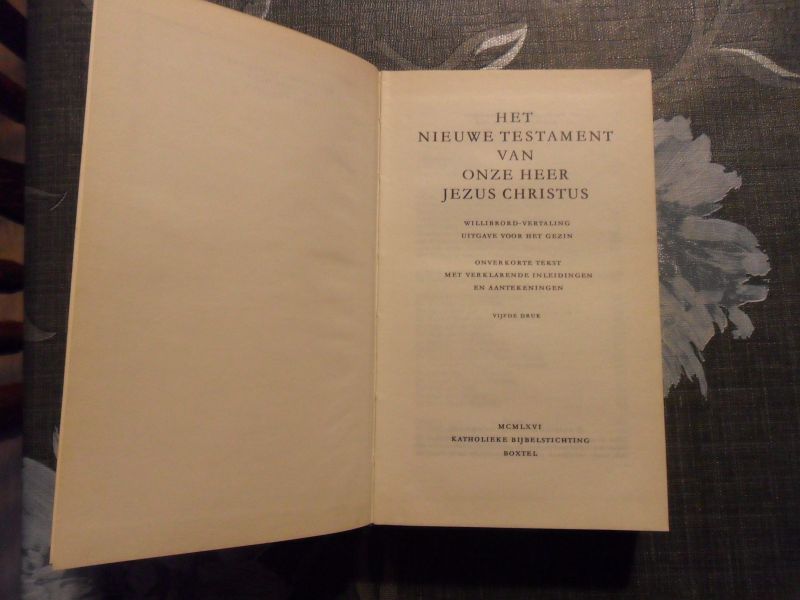 HET
NIEUWE TESTAMENT
VAN
ONZE HEER
JEZUS CHRISTUS
WILLIBRORD-VERTALING
UITGAVE VOOR HET GEZIN
ONVERKORTE TEKST
MET VERKLARENDE INLEIDINGEN
EN AANTEKENINGEN
VIJFDE DRUK
MCMLXVI
KATHOLIEKE BIJBELSTICHTING
BOXTEL